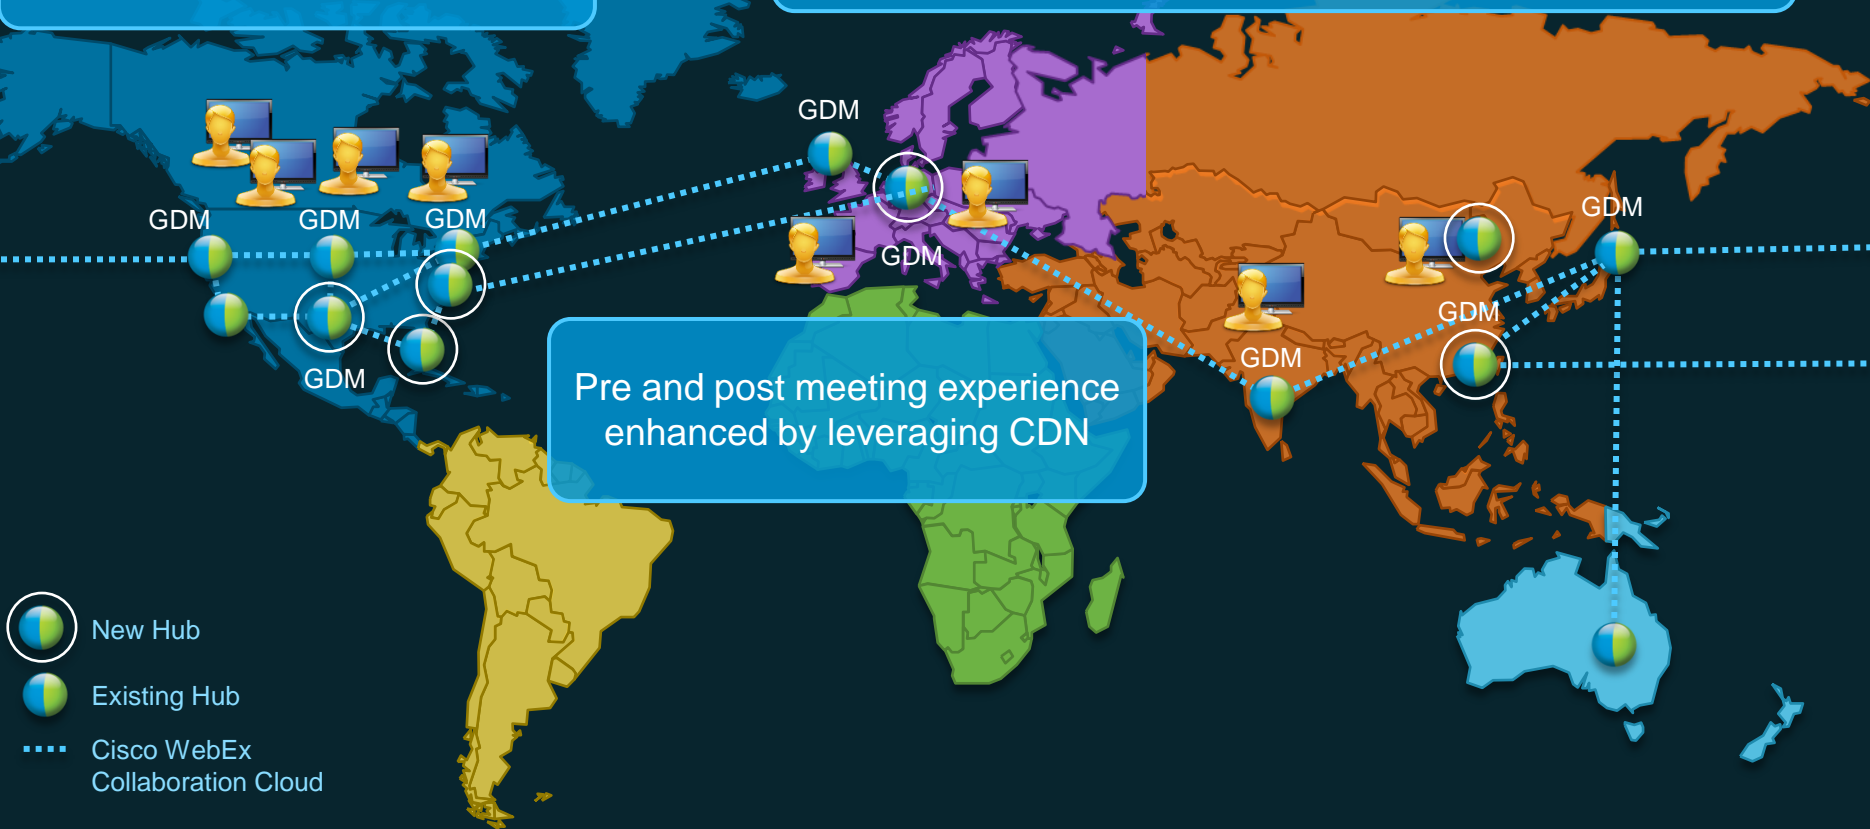 GDM
GDM
GDM
GDM
GDM
GDM
GDM
GDM
GDM
GDM
Pre and post meeting experience
enhanced by leveraging CDN
New Hub
Existing Hub
Cisco WebEx
Collaboration Cloud